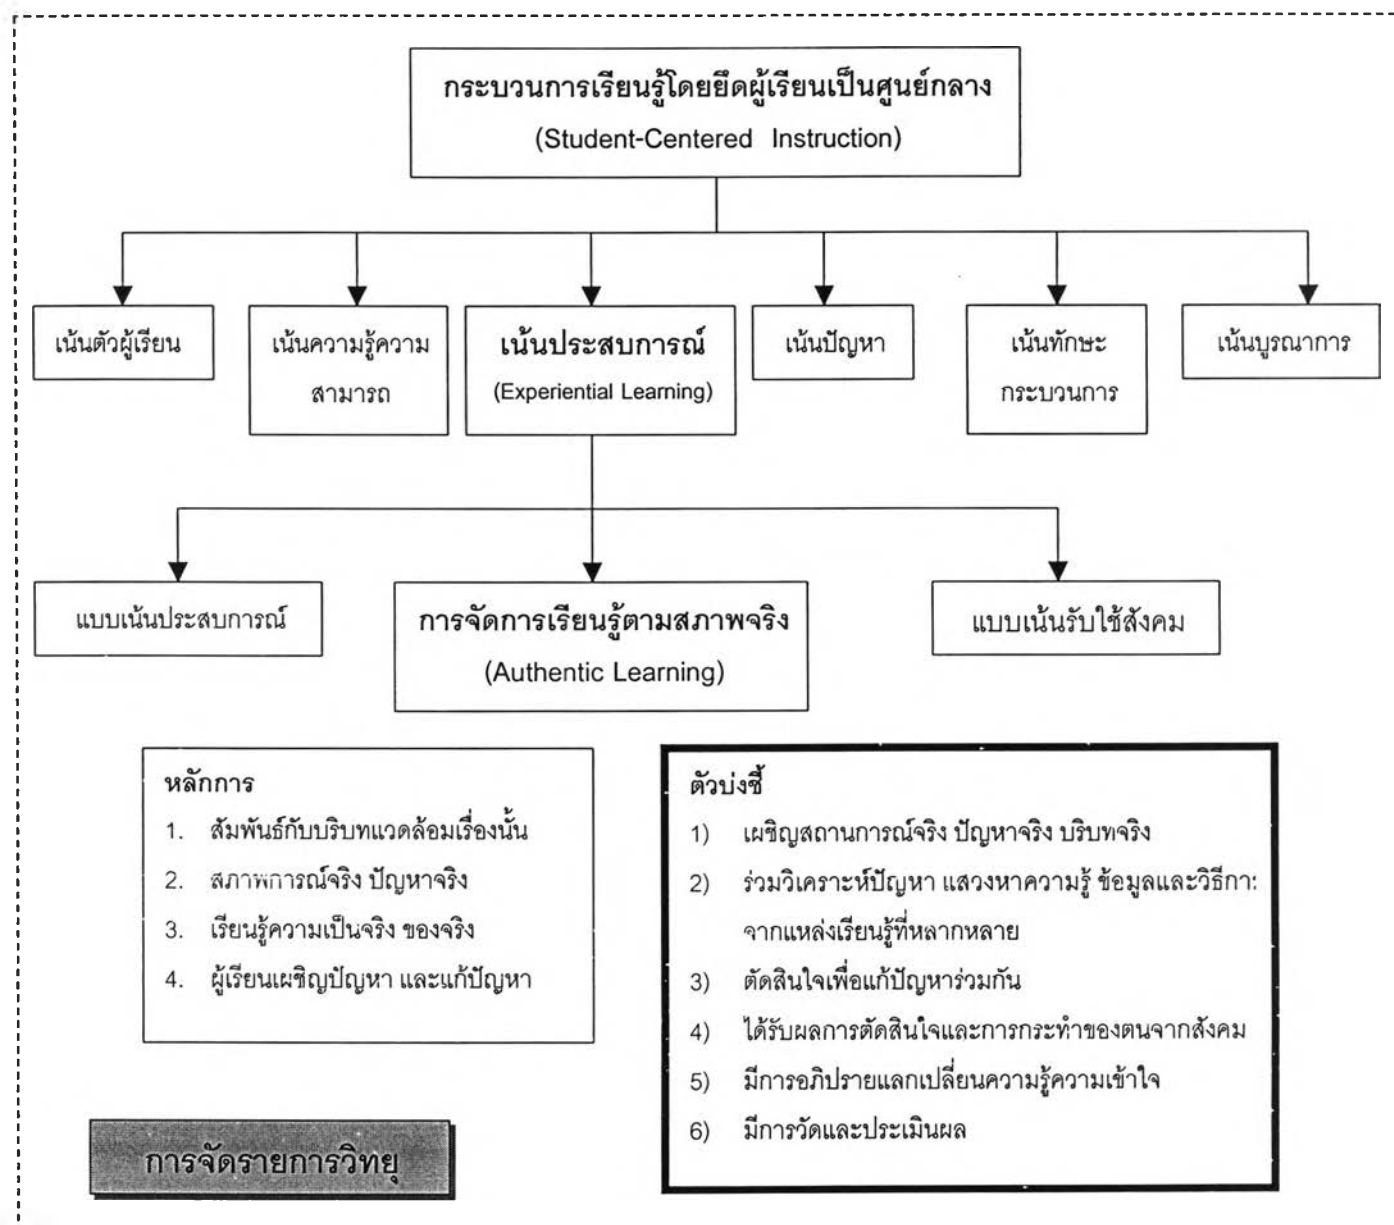 กระบวนการเรียนรู้โดยยึดผู้เรียนเป็นศูนย์กลาง
(Student-Centered Instruction)
เน้นตัวผู้เรียน
เน้นความรู้ความ
สามารถ
เน้นประสบการณ์
(Experiential Learning)
เน้นปัญหา
เน้นทักษะ
กระบวนการ
เน้นบูรณาการ
แบบเน้นประสบการณ์
การจัดการเรียนรู้ตามสภาพจริง
(Authentic Learning)
แบบเน้นรับใช้สังคม
หลักการ
1. สัมพันธ์กับบริบทแวดล้อมเรื่องนั้น
2. สภาพการณ์จริง ปัญหาจริง
3. เรียนรู้ความเป็นจริง ของจริง
4. ผู้เรียนเผชิญปัญหา และแก้ปัญหา
ตัวบ่งชี้
1) เผชิญสถานการณ์จริง ปัญหาจริง บริบทจริง
2) ร่วมวิเคราะห์ปัญหา แสวงหาความรู้ ข้อมูลและวิธีกา
จากแหล่งเรียนรู้ที่หลากหลาย
3) ตัดสินใจเพื่อแก้ปัญหาร่วมกัน
4) ได้รับผลการตัดสินใจและการกระทำของตนจากสังคม
5) มีการอภิปรายแลกเปลี่ยนความรู้ความเข้าใจ
6) มีการวัดและประเมินผล
การจัดรายการวิทยุ